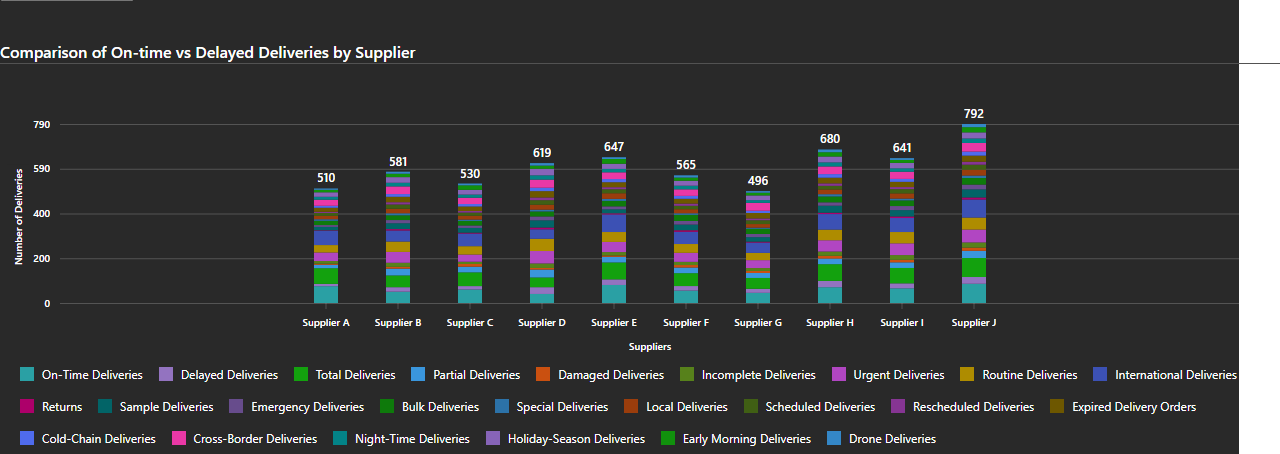 Comparison of On-time vs Delayed Deliveries by Supplier
792
790
680
647
641
619
581
565
530
510
496
590
400
200
0
Number of Deliveries
Supplier A Supplier B Supplier C Supplier D Supplier E Supplier F Supplier G Supplier H Supplier I Supplier J
Suppliers
On-Time Deliveries Delayed Deliveries Total Deliveries Partial Deliveries Damaged Deliveries Incomplete Deliveries Urgent Deliveries Routine Deliveries International Deliveries
Returns Sample Deliveries Emergency Deliveries Bulk Deliveries Special Deliveries Local Deliveries Scheduled Deliveries Rescheduled Deliveries Expired Delivery Orders
Cold-Chain Deliveries Cross-Border Deliveries Night-Time Deliveries Holiday-Season Deliveries Early Morning Deliveries Drone Deliveries